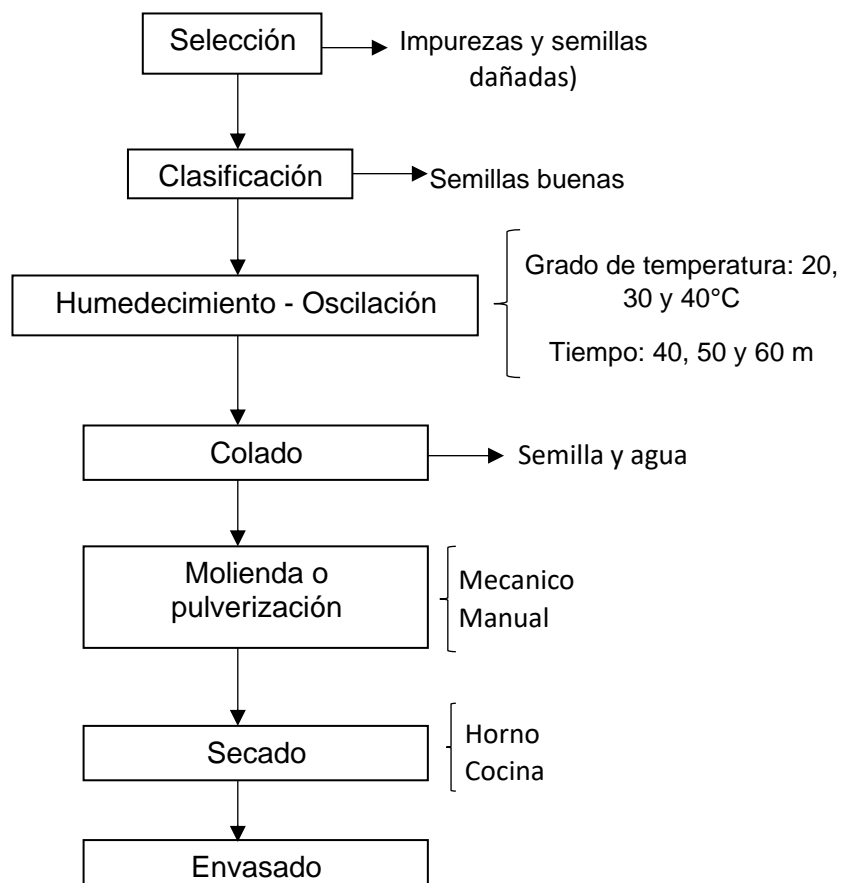 Selección
Impurezas y semillas
dañadas)
Clasificación
Semillas buenas
Humedecimiento - Oscilación
Grado de temperatura: 20,
30 y 40°C
Tiempo: 40, 50 y 60 m
Colado
Semilla y agua
Molienda o
pulverización
Mecanico
Manual
Secado
Horno
Cocina
Envasado